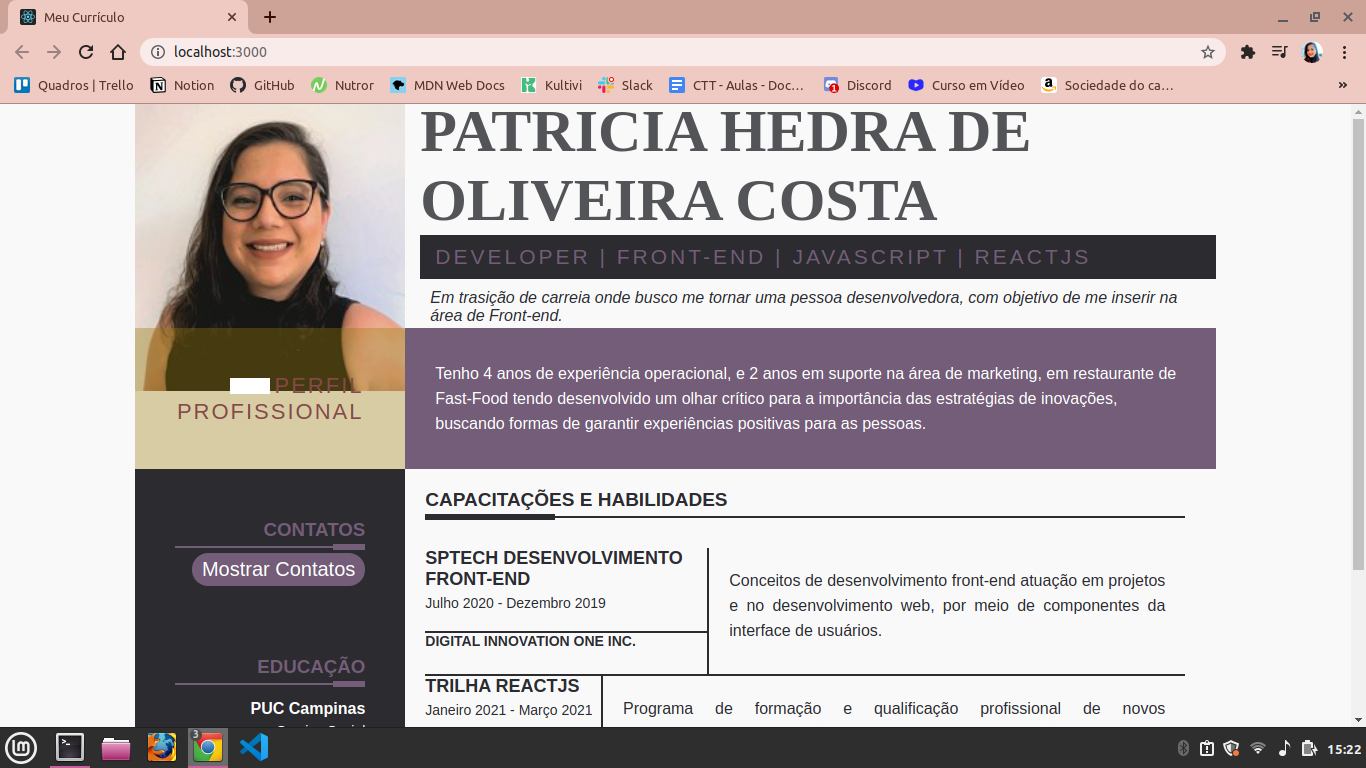 Meu Currículo
localhost:3000
Quadros | Trello
Notion
GitHub
Nutror
MDN Web Docs
Kultivi
Slack
CTT - Aulas - Doc…
Discord
Curso em Vídeo
Sociedade do ca…
»
PATRICIA HEDRA DE
OLIVEIRA COSTA
DEVELOPER | FRONT-END | JAVASCRIPT | REACTJS
Em trasição de carreia onde busco me tornar uma pessoa desenvolvedora, com objetivo de me inserir na
área de Front-end.
PERFIL
PROFISSIONAL
Tenho 4 anos de experiência operacional, e 2 anos em suporte na área de marketing, em restaurante de
Fast-Food tendo desenvolvido um olhar crítico para a importância das estratégias de inovações,
buscando formas de garantir experiências positivas para as pessoas.
CONTATOS
Mostrar Contatos
EDUCAÇÃO
PUC Campinas
CAPACITAÇÕES E HABILIDADES
SPTECH DESENVOLVIMENTO
FRONT-END
Julho 2020 - Dezembro 2019
DIGITAL INNOVATION ONE INC.
Conceitos de desenvolvimento front-end atuação em projetos
e no desenvolvimento web, por meio de componentes da
interface de usuários.
TRILHA REACTJS
Janeiro 2021 - Março 2021
Programa de formação e qualificação profissional de novos
3
15:22